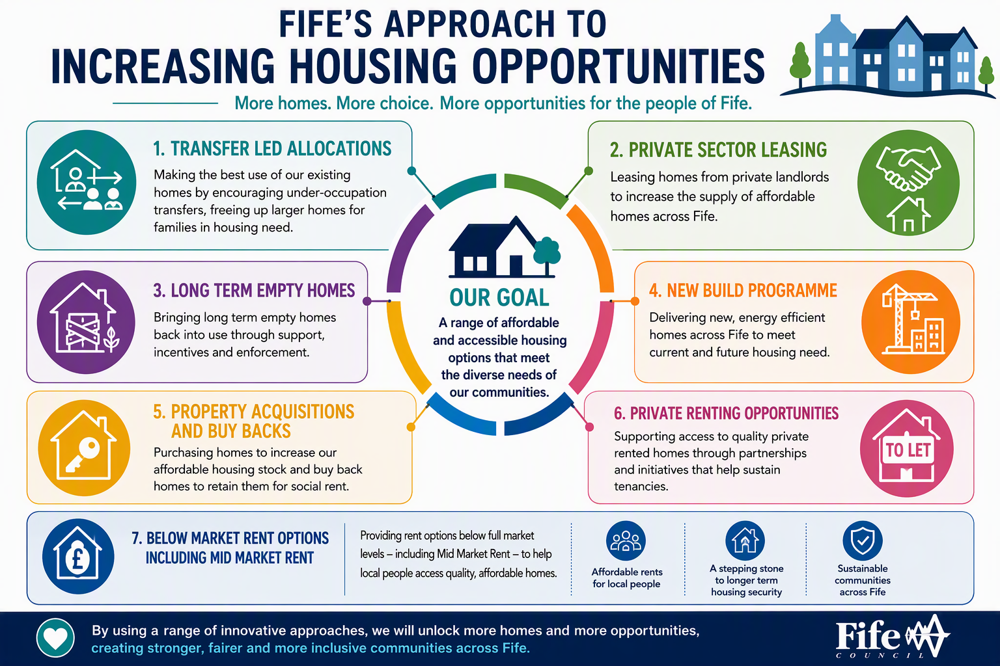 FIFE'S APPROACH TO
INCREASING HOUSING OPPORTUNITIES
More homes. More choice. More opportunities for the people of Fife.
1. TRANSFER LED ALLOCATIONS
Making the best use of our existing
homes by encouraging under-occupation
transfers, freeing up larger homes for
families in housing need.
2. PRIVATE SECTOR LEASING
Leasing homes from private landlords
to increase the supply of affordable
homes across Fife.
3. LONG TERM EMPTY HOMES
Bringing long term empty homes
back into use through support,
incentives and enforcement.
OUR GOAL
A range of affordable
and accessible housing
options that meet
the diverse needs of
our communities.
4. NEW BUILD PROGRAMME
Delivering new, energy efficient
homes across Fife to meet
current and future housing need.
5. PROPERTY ACQUISITIONS
AND BUY BACKS
Purchasing homes to increase our
affordable housing stock and buy back
homes to retain them for social rent.
6. PRIVATE RENTING OPPORTUNITIES
Supporting access to quality private
rented homes through partnerships
and initiatives that help sustain
tenancies.
TO LET
£
7. BELOW MARKET RENT OPTIONS
INCLUDING MID MARKET RENT
Providing rent options below full market
levels – including Mid Market Rent – to help
local people access quality, affordable homes.
Affordable rents
for local people
A stepping stone
to longer term
housing security
Sustainable
communities
across Fife
By using a range of innovative approaches, we will unlock more homes and more opportunities,
creating stronger, fairer and more inclusive communities across Fife.
Fife
COUNCIL